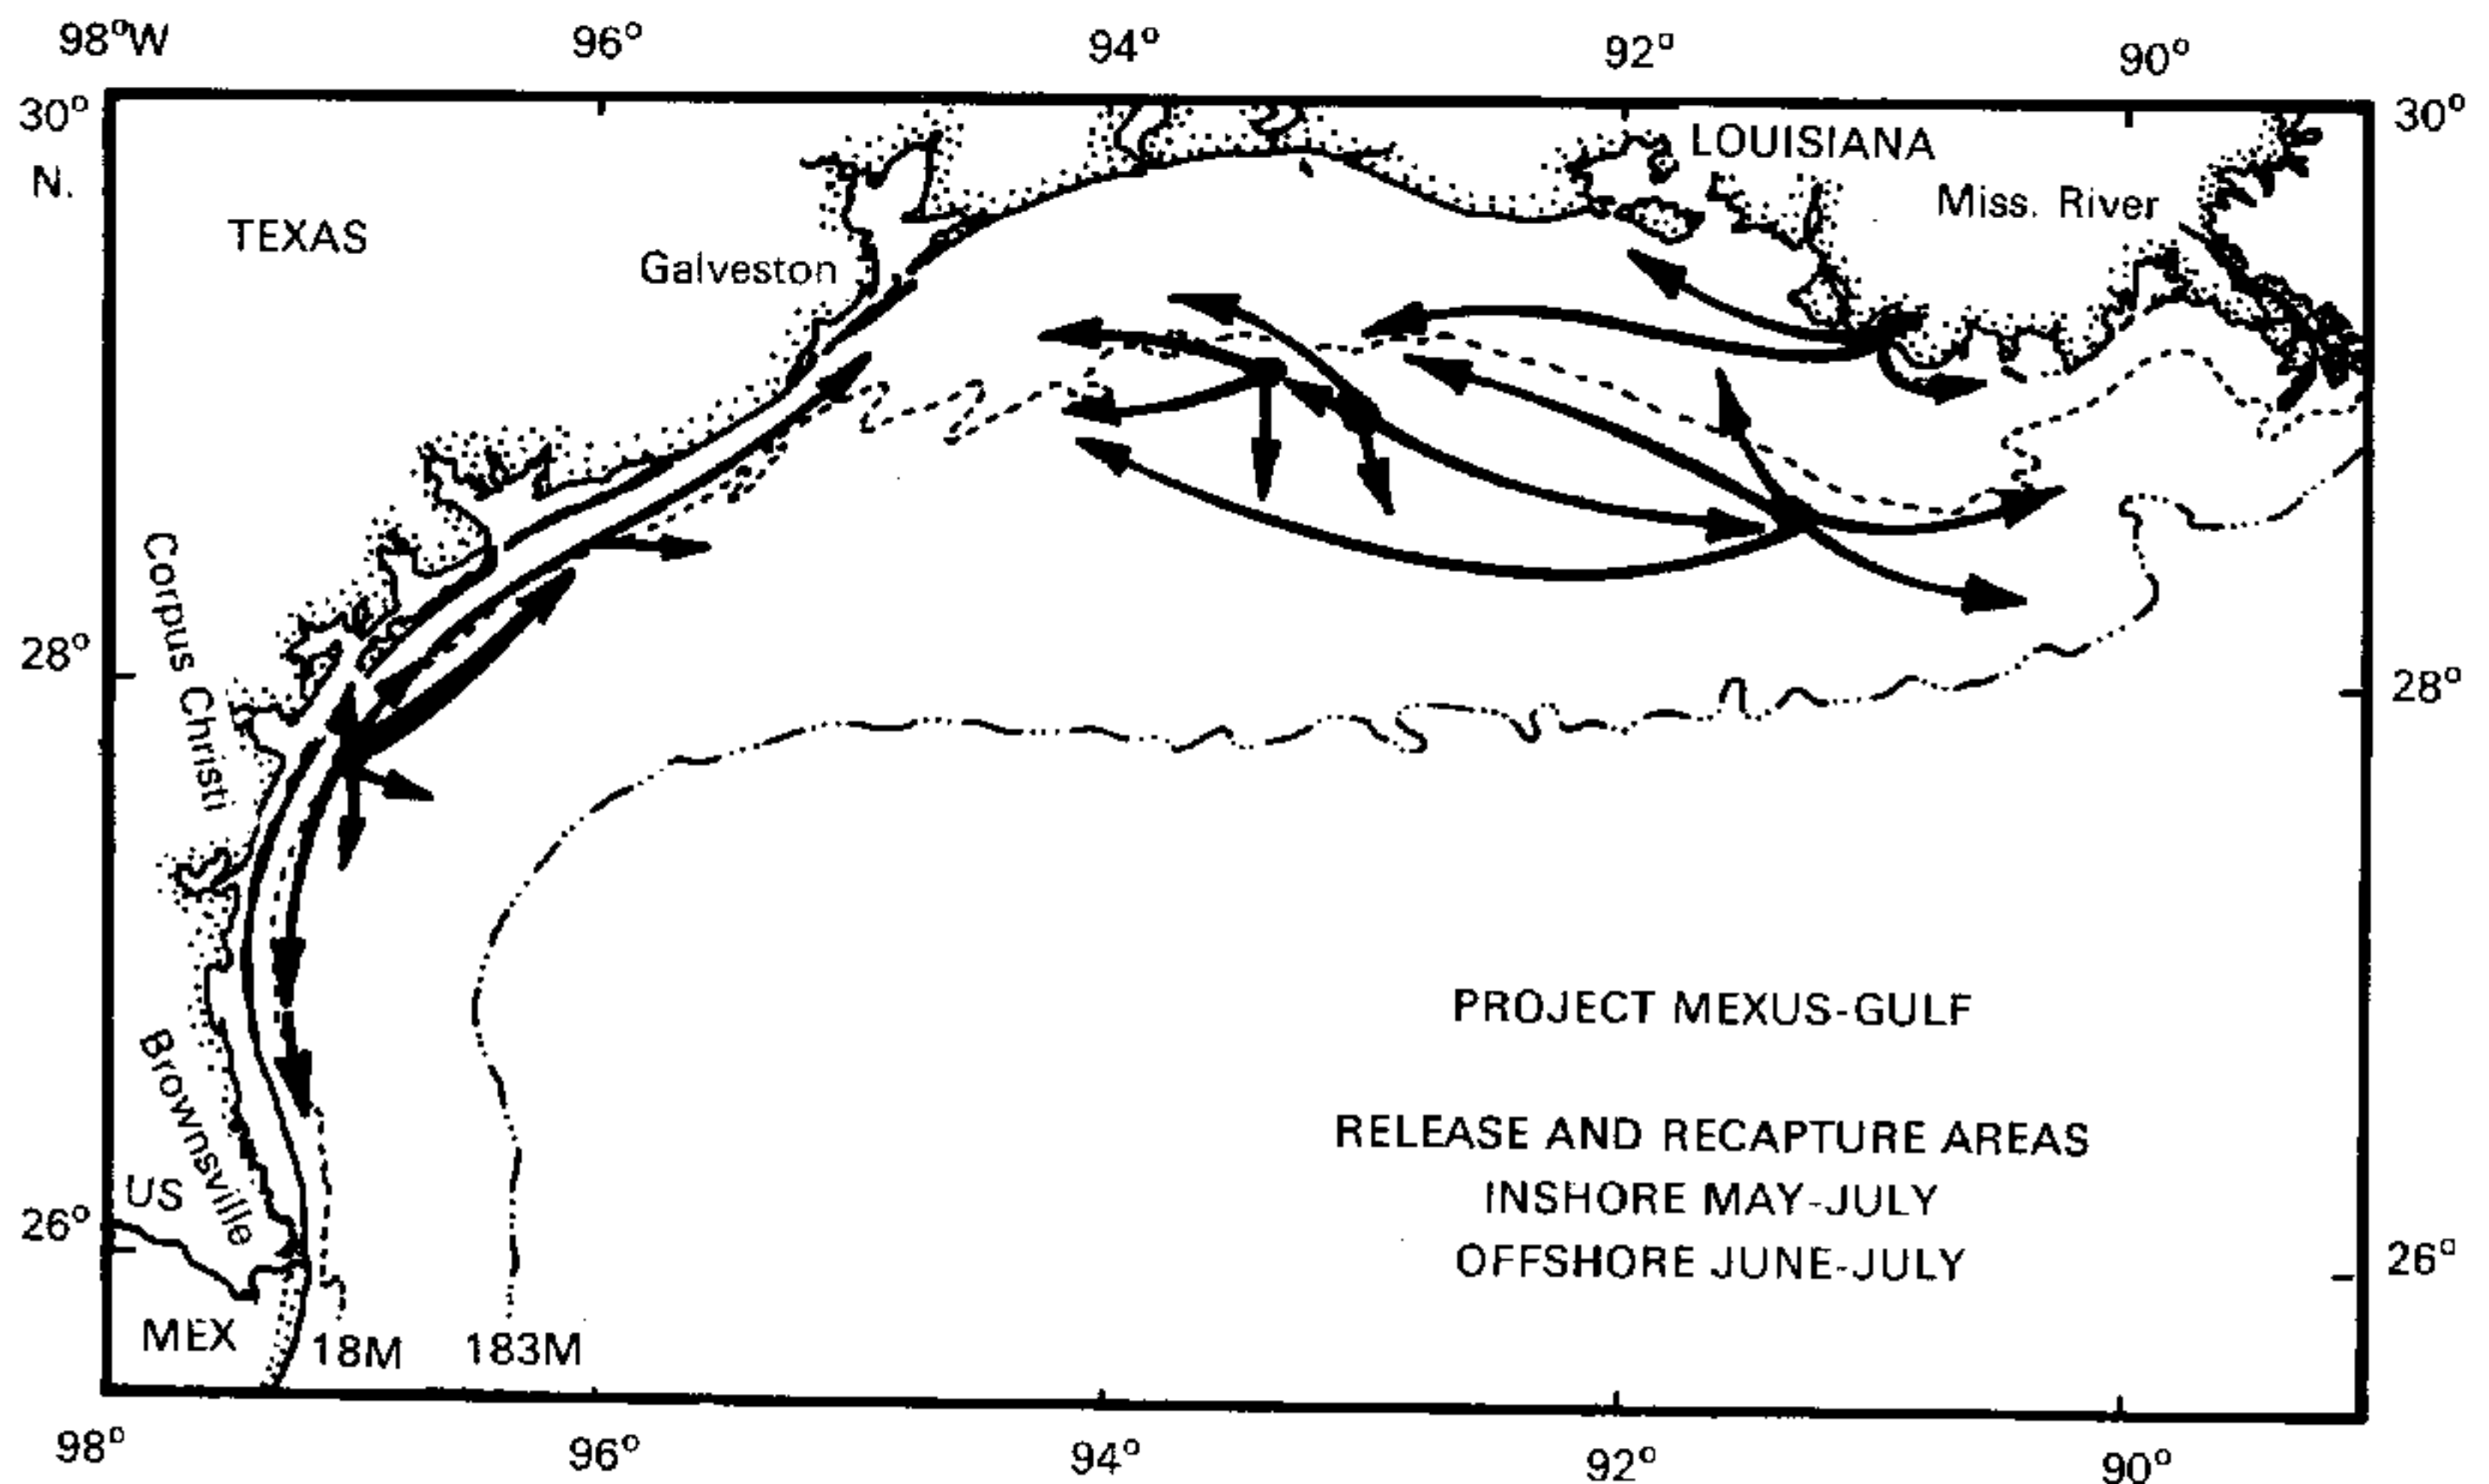 98°W 96° 94° 92° 90°
30° 30°
N.
LOUISIANA
Miss. River
TEXAS
Galveston
Corpus Christi
28° 28°
PROJECT MEXUS-GULF
Brownsville
RELEASE AND RECAPTURE AREAS
US
INSHORE MAY-JULY
26° 26°
OFFSHORE JUNE-JULY
MEX
18M 183M
98° 96° 94° 92° 90°